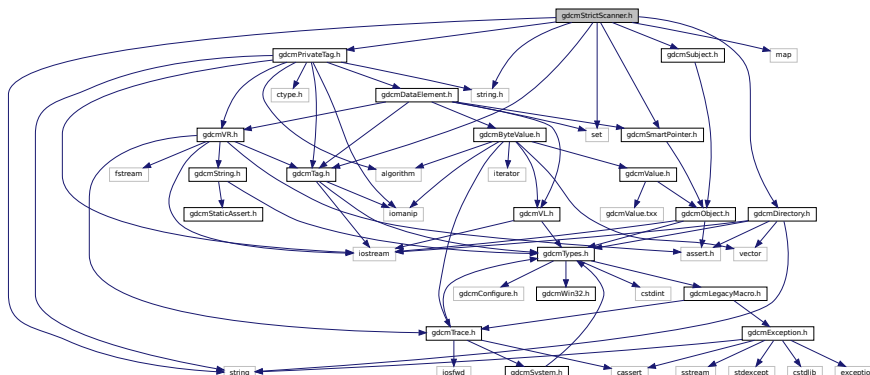 gdcmStrictScanner.h
gdcmPrivateTag.h
gdcmSubject.h
map
ctype.h
gdcmDataElement.h
string.h
gdcmVR.h
gdcmByteValue.h
set
gdcmSmartPointer.h
fstream
gdcmString.h
gdcmTag.h
algorithm
iterator
gdcmValue.h
gdcmStaticAssert.h
iomanip
gdcmVL.h
gdcmValue.txx
gdcmObject.h
gdcmDirectory.h
iostream
gdcmTypes.h
assert.h
vector
gdcmConfigure.h
gdcmWin32.h
cstdint
gdcmLegacyMacro.h
gdcmTrace.h
gdcmException.h
string
iosfwd
gdcmSystem.h
cassert
sstream
stdexcept
cstdlib
exception